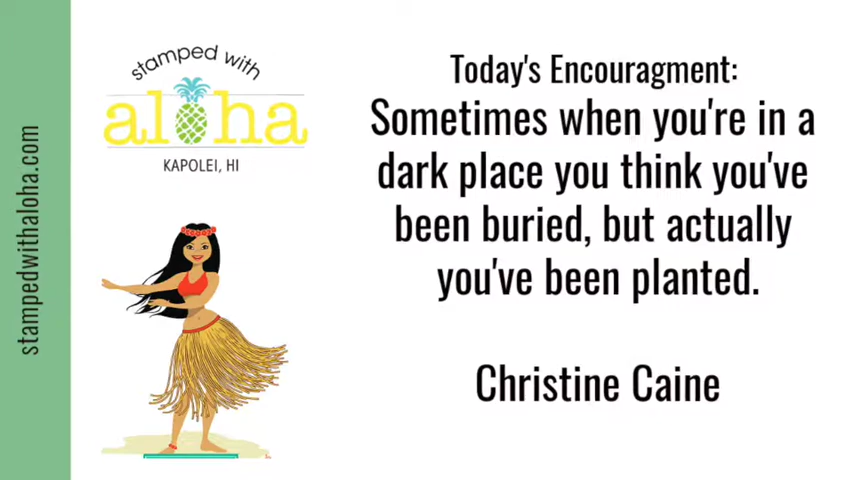 stampedwithaloha.com
stamped with
aloha
KAPOLEI, HI
Today's Encouragment:
Sometimes when you're in a
dark place you think you've
been buried, but actually
you've been planted.
Christine Caine